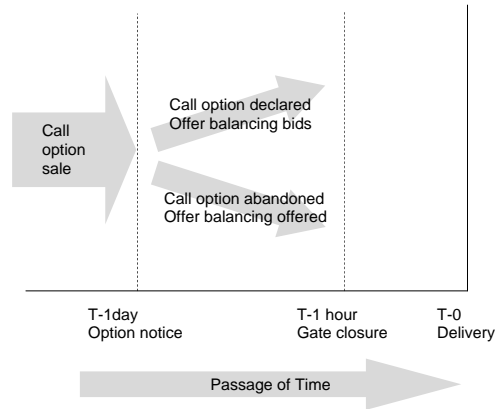 Call
option
sale
Call option declared
Offer balancing bids
Call option abandoned
Offer balancing offered
T-1day
Option notice
T-1 hour
Gate closure
T-0
Delivery
Passage of Time